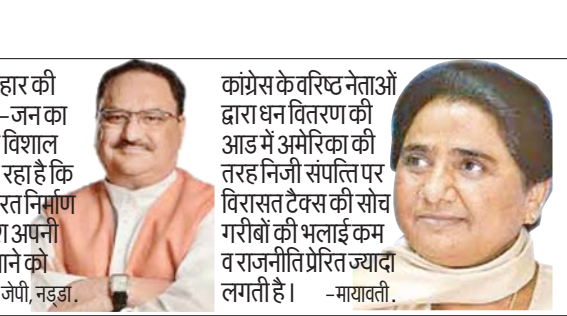 हार की
–जन का
विशाल
रहा है कि
रत निर्माण
अपनी
ाने को
जेपी, नड्डा.
कांग्रेस के वरिष्ठ नेताओं
द्वारा धन वितरण की
आड में अमेरिका की
तरह निजी संपत्ति पर
विरासत टैक्स की सोच
गरीबों की भलाई कम
व राजनीति प्रेरित ज्यादा
लगती है। –मायावती.